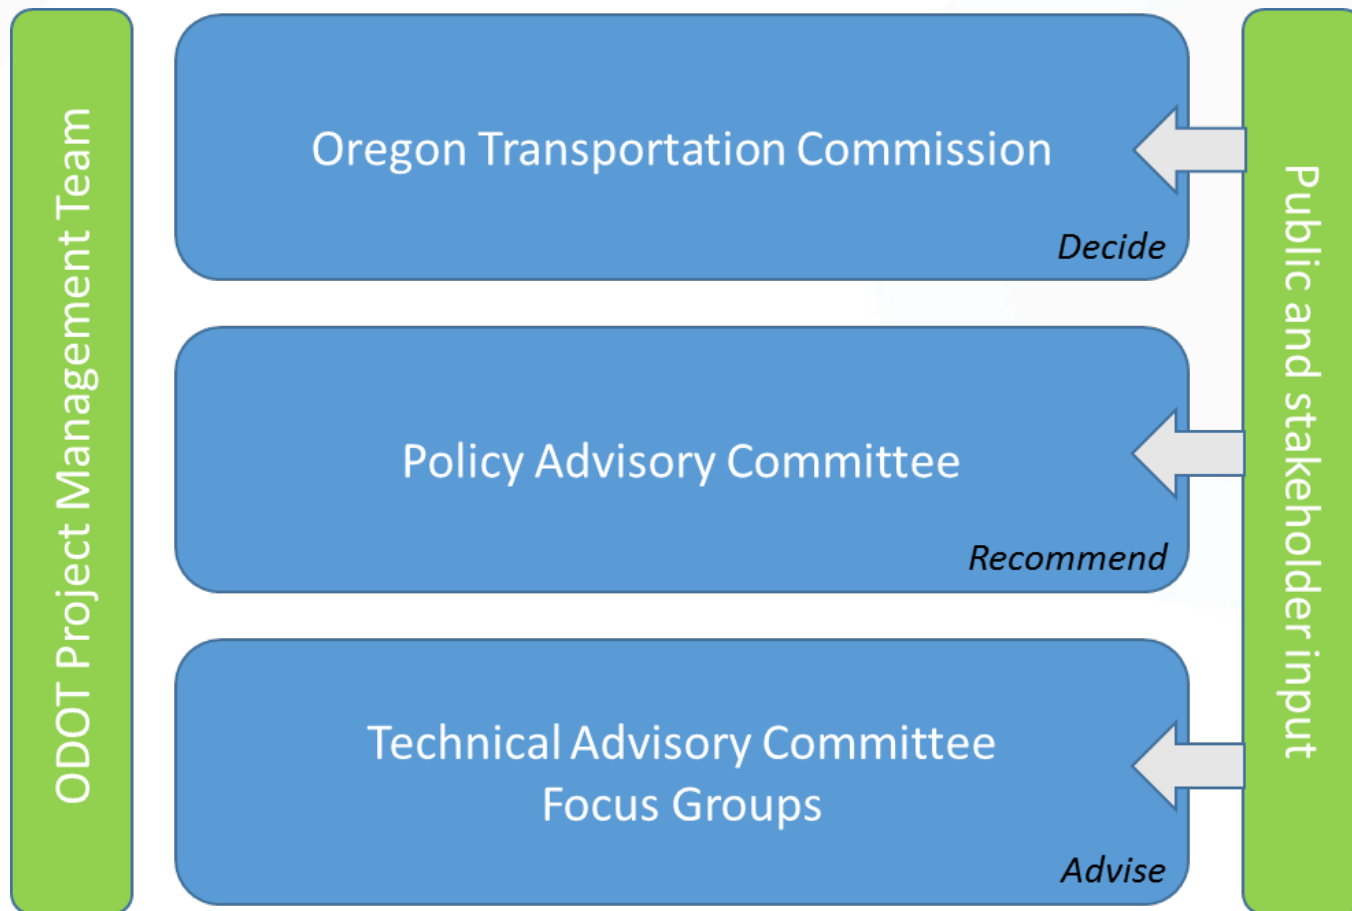 ODOT Project Management Team
Oregon Transportation Commission
Decide
Policy Advisory Committee
Recommend
Technical Advisory Committee
Focus Groups
Advise
Public and stakeholder input